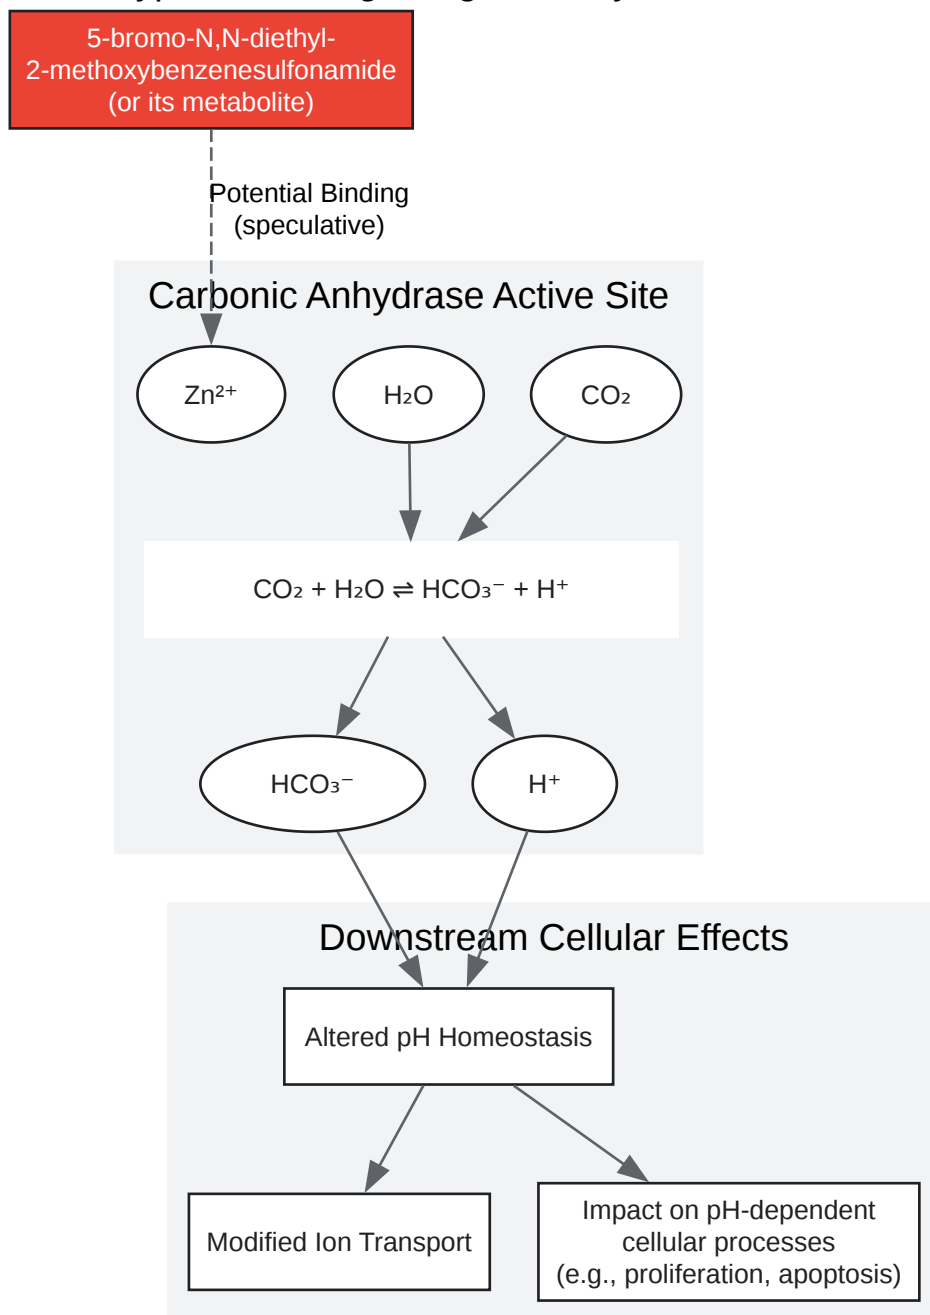 5-bromo-N,N-diethyl-
2-methoxybenzenesulfonamide
(or its metabolite)
Potential Binding
(speculative)
Carbonic Anhydrase Active Site
Zn²⁺
H₂O
CO₂
CO₂ + H₂O ⇌ HCO₃⁻ + H⁺
HCO₃⁻
H⁺
Downstream Cellular Effects
Altered pH Homeostasis
Modified Ion Transport
Impact on pH-dependent
cellular processes
(e.g., proliferation, apoptosis)